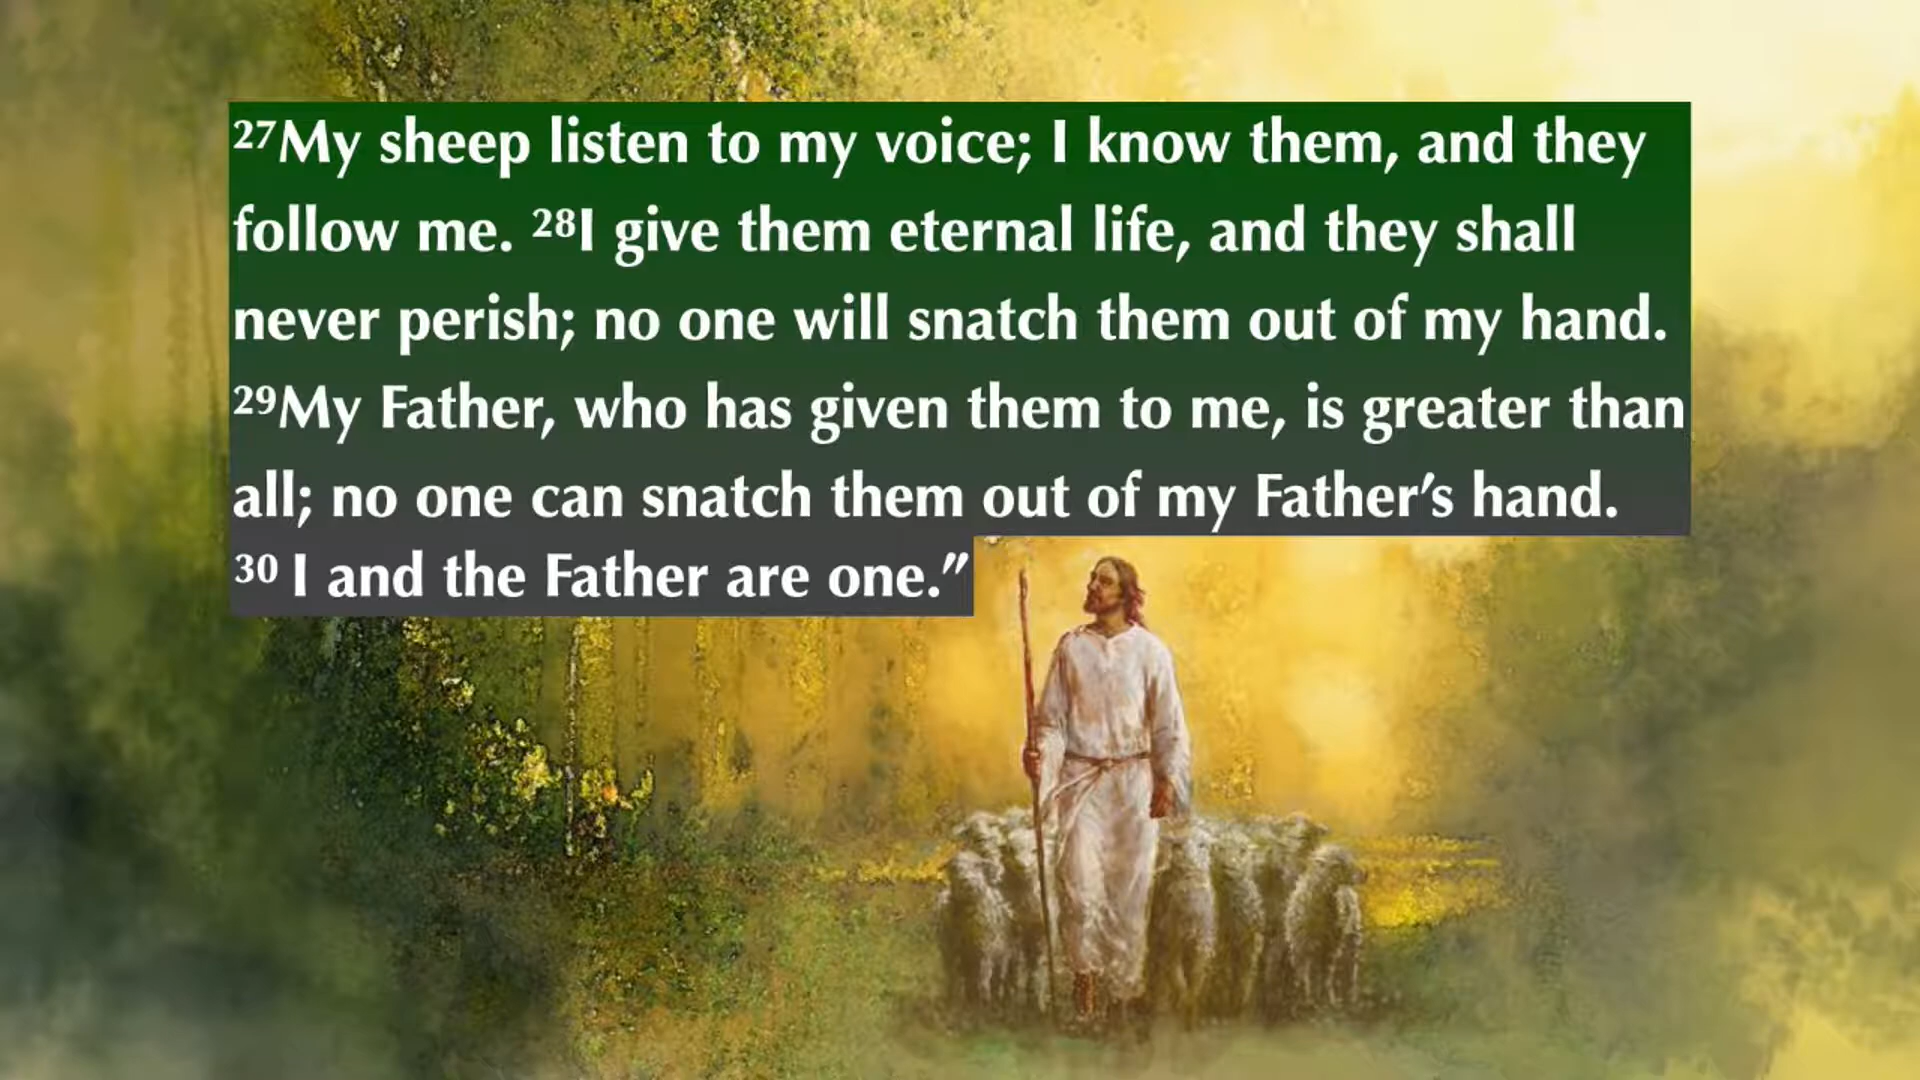 27My sheep listen to my voice; I know them, and they
follow me. 28I give them eternal life, and they shall
never perish; no one will snatch them out of my hand.
29My Father, who has given them to me, is greater than
all; no one can snatch them out of my Father’s hand.
30 I and the Father are one.”